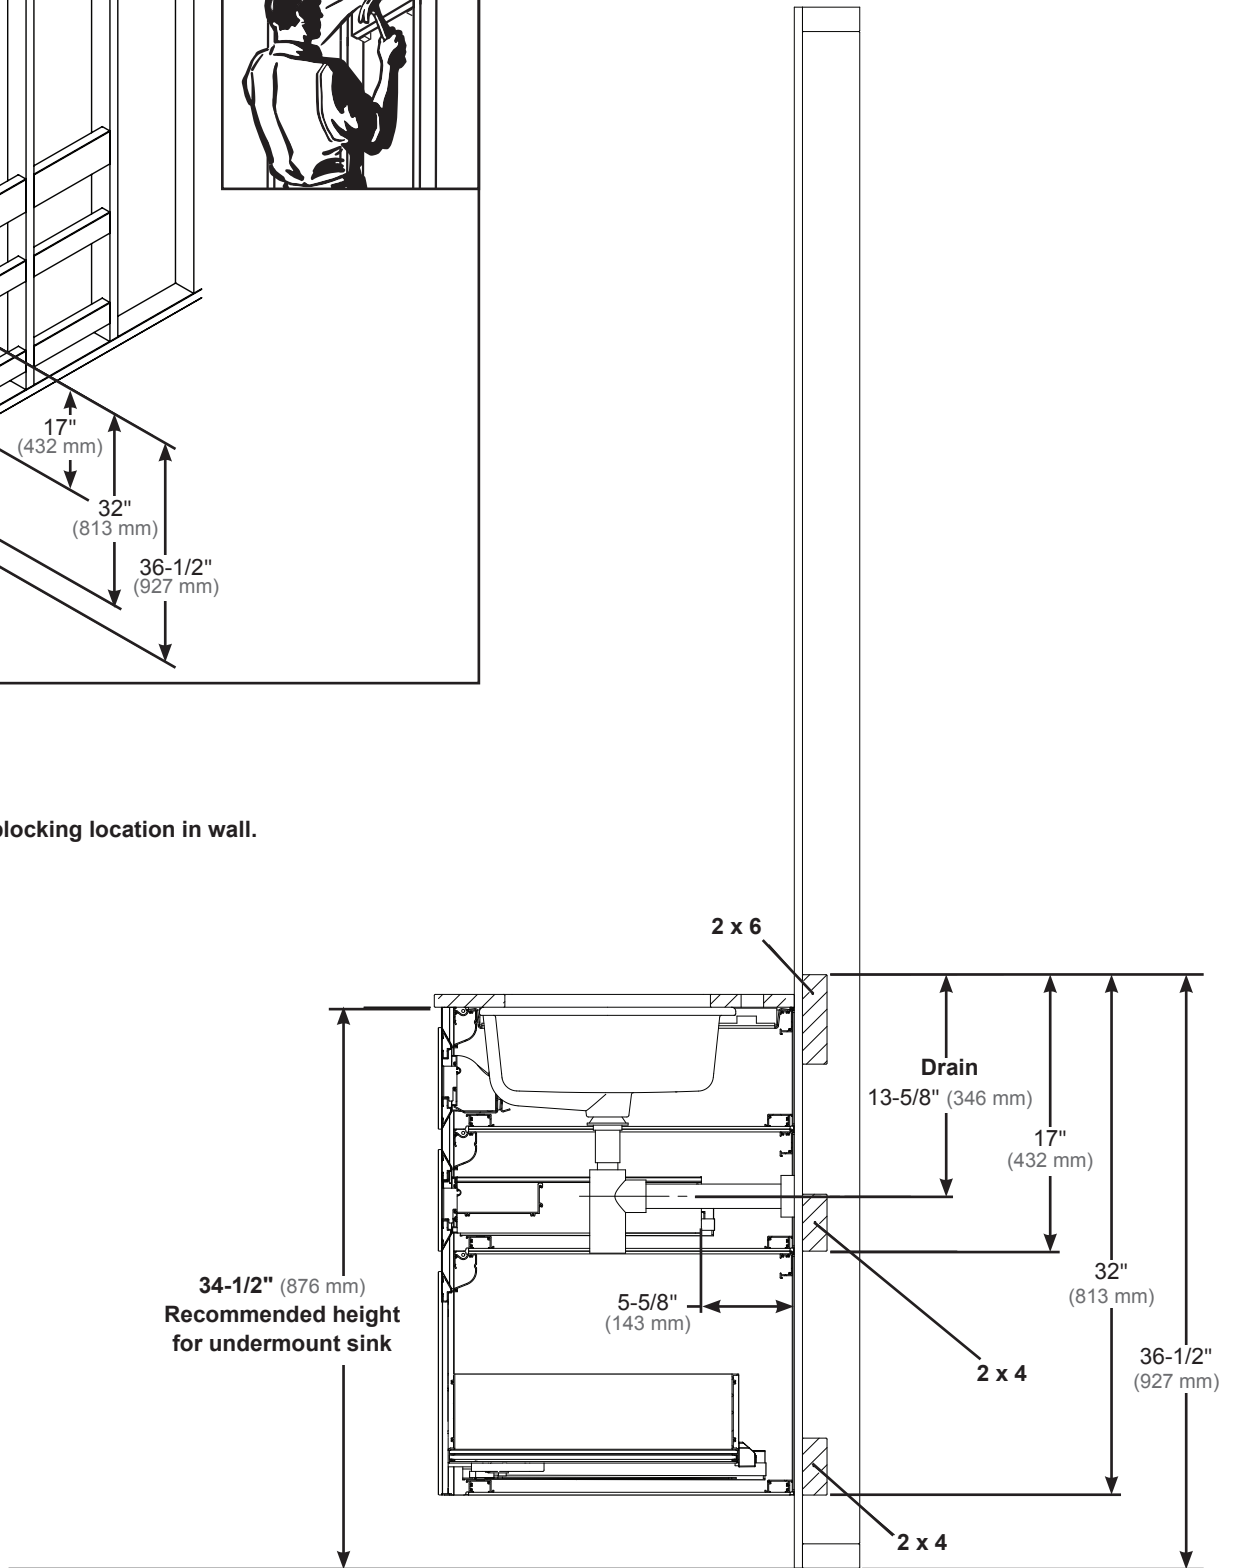 17"
(432 mm)
32"
(813 mm)
36-1/2"
(927 mm)
locking location in wall.
2 x 6
Drain
13-5/8" (346 mm)
17"
(432 mm)
32"
(813 mm)
36-1/2"
(927 mm)
34-1/2" (876 mm)
Recommended height
for undermount sink
5-5/8"
(143 mm)
2 x 4
2 x 4